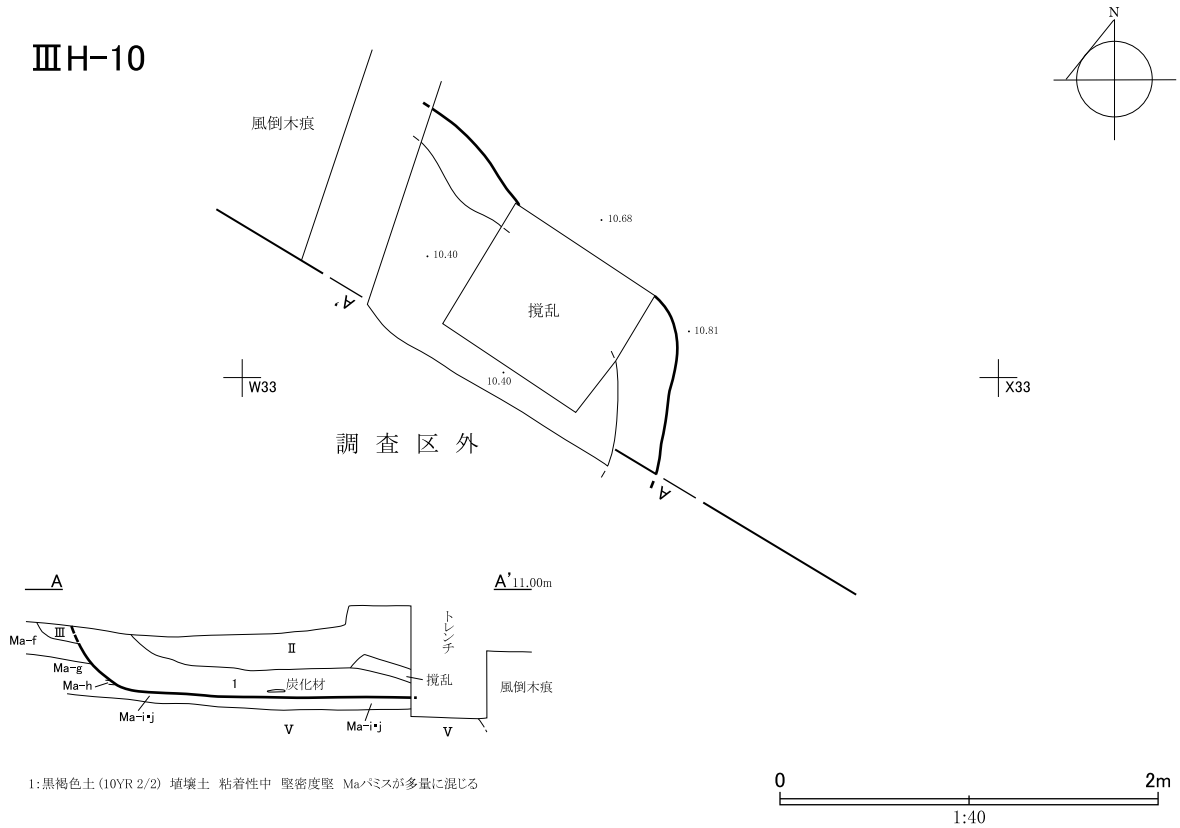 ⅢH-10
N
風倒木痕
10.68
10.40
A'
撹乱
10.81
10.40
W33
X33
調査区外
A
A
A' 11.00m
Ma-f
Ⅲ
トレンチ
Ⅱ
Ma-g
Ma-h
1
炭化材
撹乱
風倒木痕
Ma-i・j
Ma-i・j
Ⅴ
Ⅴ
1:黒褐色土(10YR 2/2) 埴壌土 粘着性中 堅密度堅 Maパミスが多量に混じる
0
2m
1:40